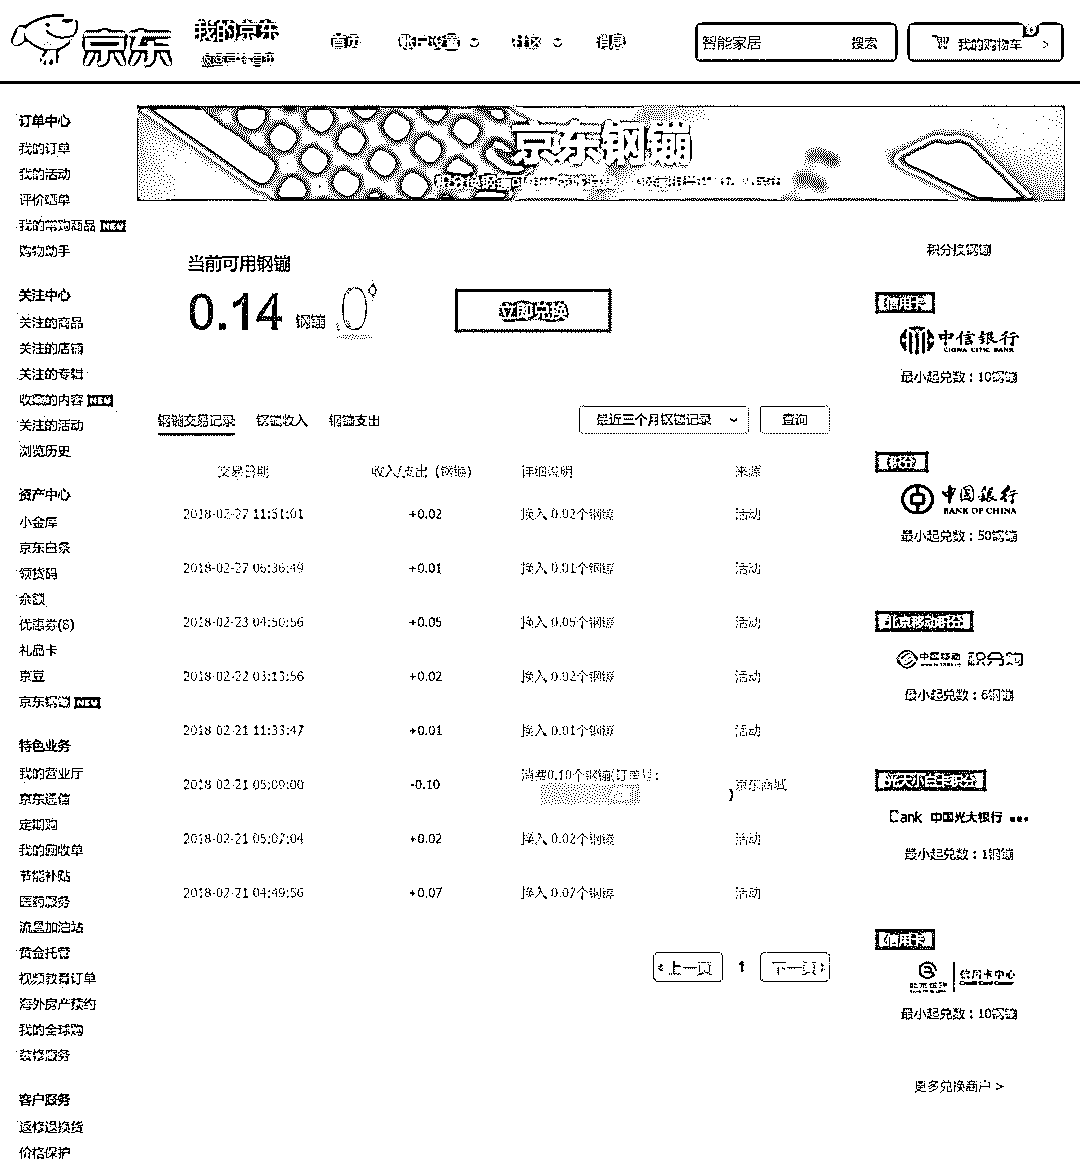 京东
我的京东
返回京东首页
首页 账户设置 社区 消息
智能家居 搜索
我的购物车 >
订单中心
我的订单
我的活动
评价晒单
我的常购商品 NEW
购物助手
关注中心
关注的商品
关注的店铺
关注的专辑
收藏的内容 NEW
关注的活动
浏览历史
资产中心
小金库
京东白条
领货码
余额
优惠券(6)
礼品卡
京豆
京东钢镚 NEW
特色业务
我的营业厅
京东通信
定期购
我的回收单
节能补贴
医药服务
流量加油站
黄金托管
视频教育订单
海外房产预约
我的全球购
装修服务
客户服务
返修退换货
价格保护
京东钢镚
当前可用钢镚
0.14 钢镚
立即兑换
钢镚交易记录 钢镚收入 钢镚支出
最近三个月钢镚记录 查询
交易日期 收入/支出（钢镚） 详细说明 来源
2018-02-27 11:51:01 +0.02 换入 0.02个钢镚 活动
2018-02-27 06:36:49 +0.01 换入 0.01个钢镚 活动
2018-02-23 04:50:56 +0.05 换入 0.05个钢镚 活动
2018-02-22 03:13:56 +0.02 换入 0.02个钢镚 活动
2018-02-21 11:33:47 +0.01 换入 0.01个钢镚 活动
2018-02-21 05:09:00 -0.10 消费0.10个钢镚(订单号: ) 京东商城
2018-02-21 05:07:04 +0.02 换入 0.02个钢镚 活动
2018-02-21 04:49:56 +0.07 换入 0.07个钢镚 活动
‹ 上一页 1 下一页 ›
积分换钢镚
信用卡
中信银行
CHINA CITIC BANK
最小起兑数：10钢镚
积分
中国银行
BANK OF CHINA
最小起兑数：50钢镚
北京移动积分
中国移动 积分购
最小起兑数：6钢镚
光大小白卡积分
中国光大银行
最小起兑数：1钢镚
信用卡
北京银行 信用卡中心
Credit Card Center
最小起兑数：10钢镚
更多兑换商户 >